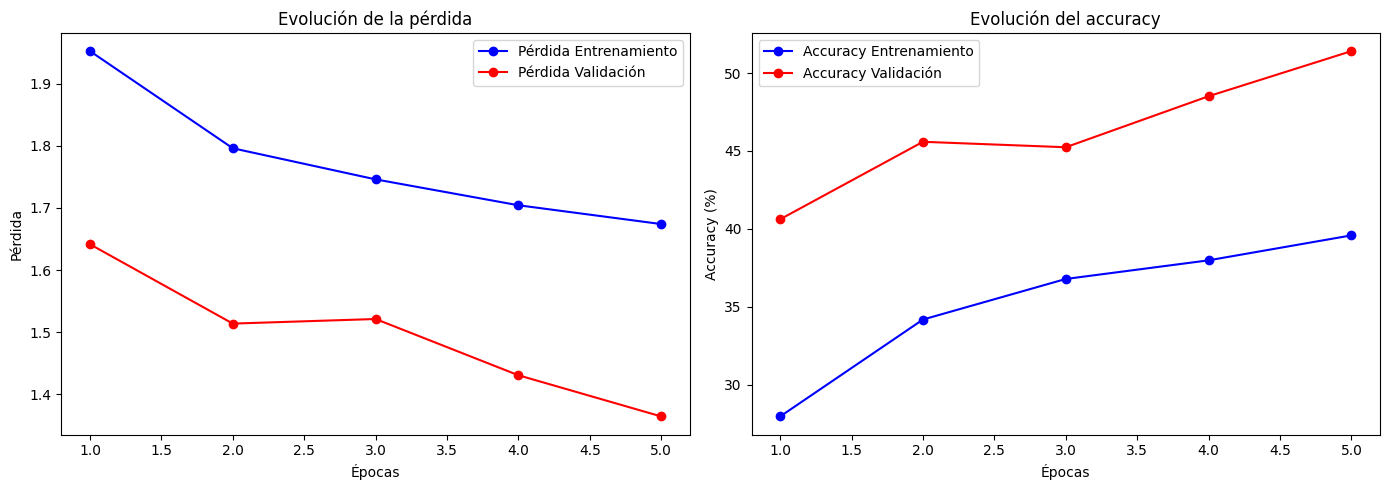 Evolución de la pérdida
Pérdida Entrenamiento
Pérdida Validación
1.9
1.8
1.7
1.6
1.5
1.4
Pérdida
1.0 1.5 2.0 2.5 3.0 3.5 4.0 4.5 5.0
Épocas
Evolución del accuracy
Accuracy Entrenamiento
Accuracy Validación
50
45
40
35
30
Accuracy (%)
1.0 1.5 2.0 2.5 3.0 3.5 4.0 4.5 5.0
Épocas